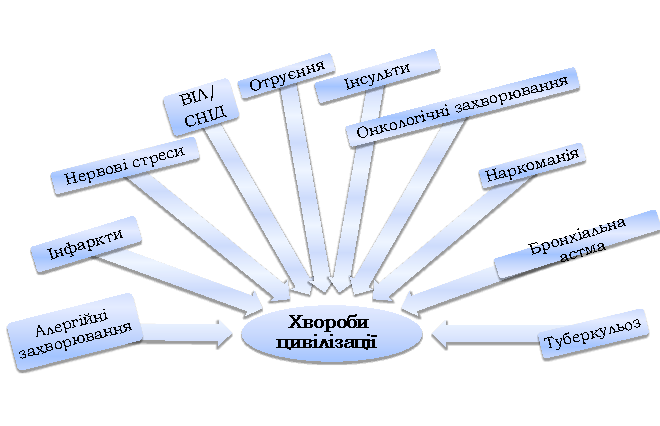 Алергійні
захворювання
Інфаркти
Нервові стреси
ВІЛ/
СНІД
Отруєння
Інсульти
Онкологічні захворювання
Наркоманія
Бронхіальна
астма
Туберкульоз
Хвороби
цивілізації